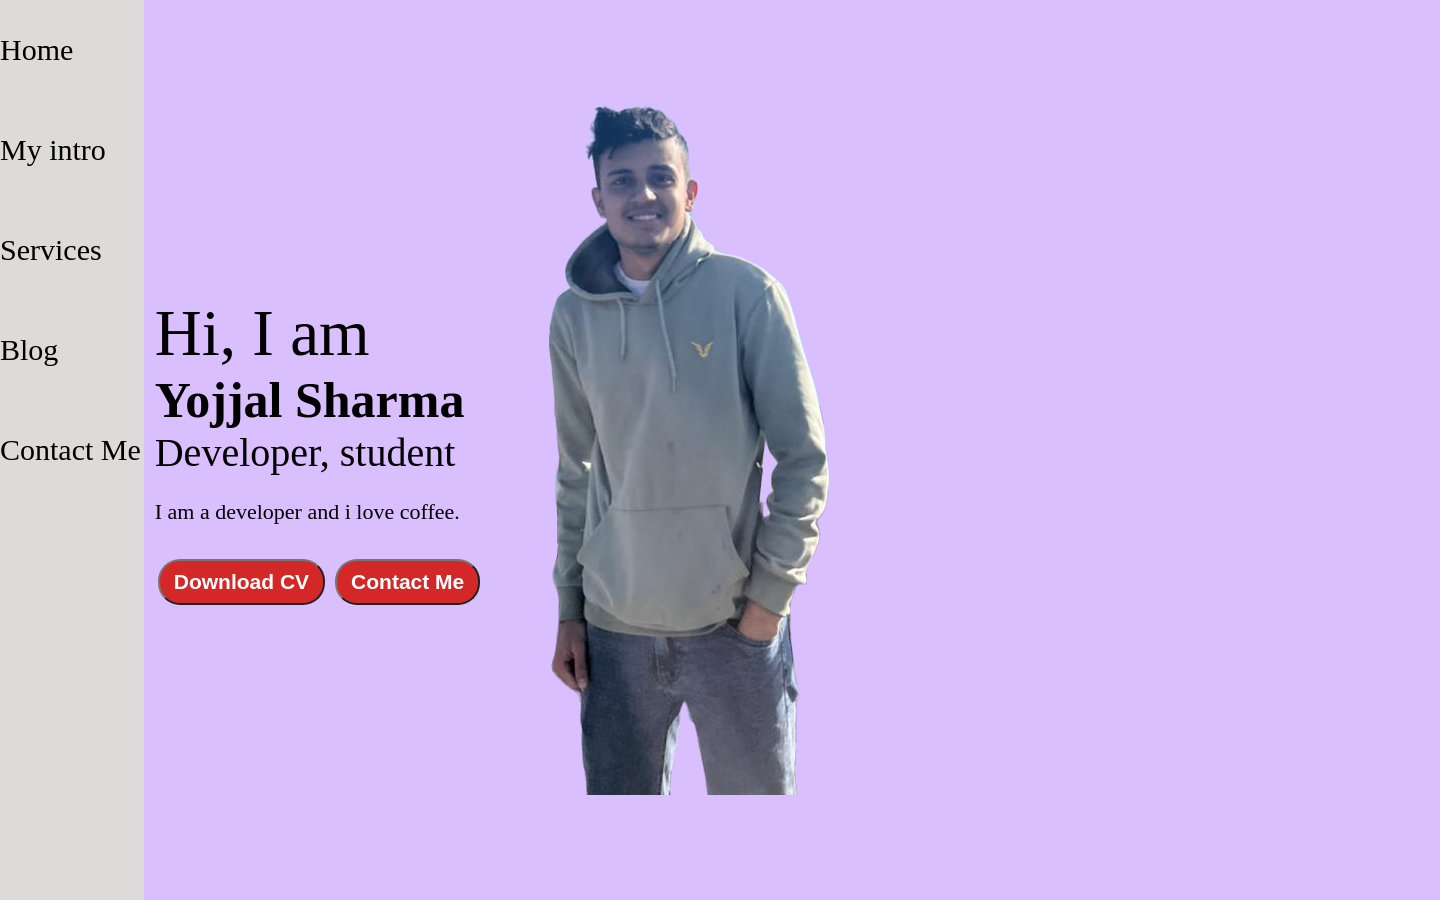 Home
My intro
Services
Blog
Contact Me
Hi, I am
Yojjal Sharma
Developer, student
I am a developer and i love coffee.
Download CV
Contact Me